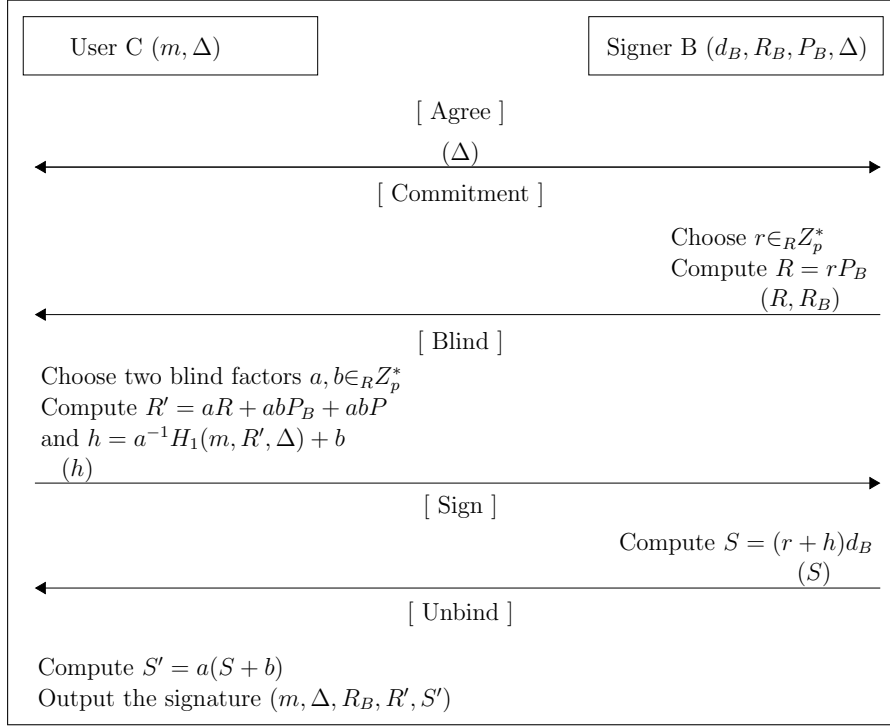 User C (m, Δ)
Signer B (d_B, R_B, P_B, Δ)
[ Agree ]
(Δ)
[ Commitment ]
Choose r∈_R Z_p^*
Compute R = rP_B
(R, R_B)
[ Blind ]
Choose two blind factors a, b∈_R Z_p^*
Compute R′ = aR + abP_B + abP
and h = a^{-1}H_1(m, R′, Δ) + b
(h)
[ Sign ]
Compute S = (r + h)d_B
(S)
[ Unbind ]
Compute S′ = a(S + b)
Output the signature (m, Δ, R_B, R′, S′)